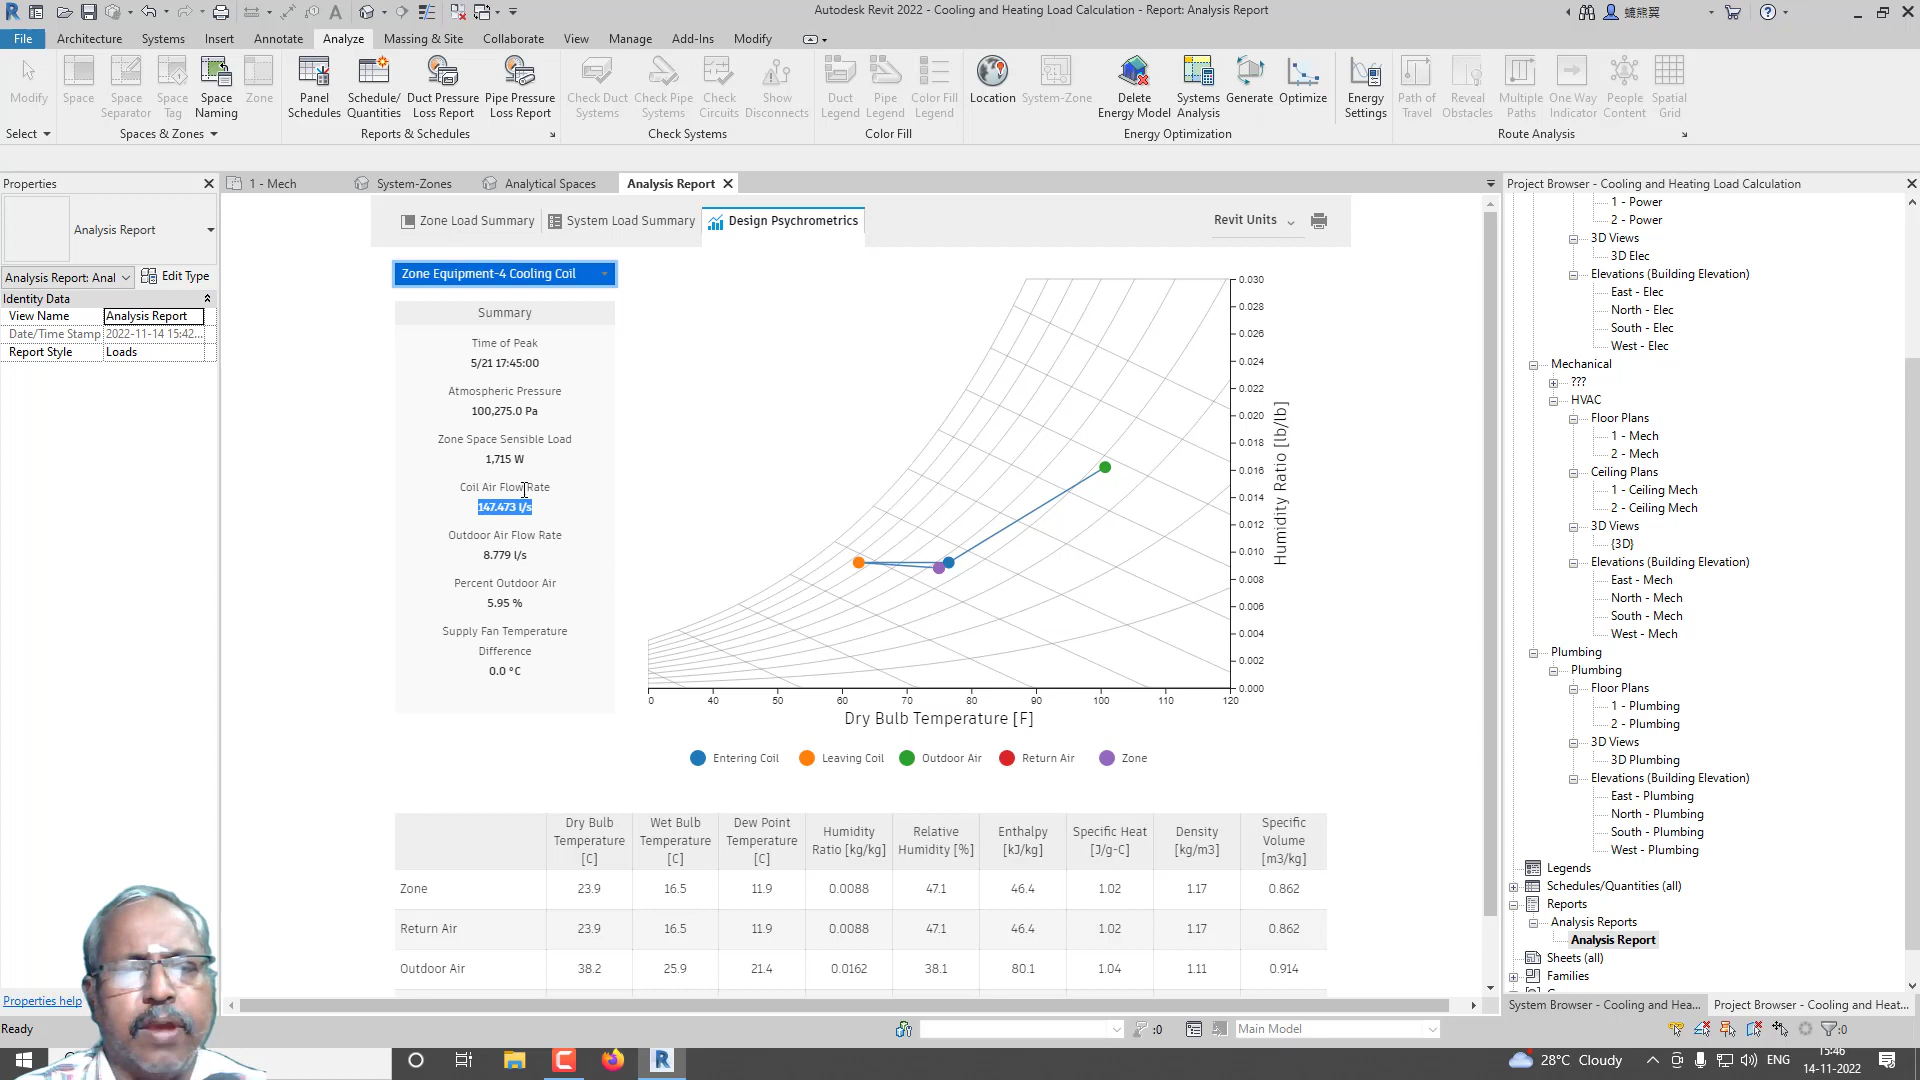 Autodesk Revit 2022 - Cooling and Heating Load Calculation - Report: Analysis Report
File Architecture Systems Insert Annotate Analyze Massing & Site Collaborate View Manage Add-Ins Modify
Modify
Space
Space Separator
Space Tag
Space Naming
Zone
Panel Schedules
Schedule/ Quantities
Duct Pressure Loss Report
Pipe Pressure Loss Report
Check Duct Systems
Check Pipe Systems
Check Circuits
Show Disconnects
Duct Legend
Pipe Legend
Color Fill Legend
Location
System-Zone
Delete Energy Model
Systems Analysis
Generate
Optimize
Energy Settings
Path of Travel
Reveal Obstacles
Multiple Paths
One Way Indicator
People Content
Spatial Grid
Select Spaces & Zones Reports & Schedules Check Systems Color Fill Energy Optimization Route Analysis
Properties
Analysis Report
Analysis Report: Anal Edit Type
Identity Data
View Name Analysis Report
Date/Time Stamp 2022-11-14 15:42...
Report Style Loads
Properties help
1 - Mech System-Zones Analytical Spaces Analysis Report
Zone Load Summary System Load Summary Design Psychrometrics Revit Units
Zone Equipment-4 Cooling Coil
Summary
Time of Peak
5/21 17:45:00
Atmospheric Pressure
100,275.0 Pa
Zone Space Sensible Load
1,715 W
Coil Air Flow Rate
147.473 l/s
Outdoor Air Flow Rate
8.779 l/s
Percent Outdoor Air
5.95 %
Supply Fan Temperature
Difference
0.0 °C
0.030
0.028
0.026
0.024
0.022
0.020
0.018
0.016
0.014
0.012
0.010
0.008
0.006
0.004
0.002
0.000
Humidity Ratio [lb/lb]
0 40 50 60 70 80 90 100 110 120
Dry Bulb Temperature [F]
Entering Coil Leaving Coil Outdoor Air Return Air Zone
Dry Bulb Temperature [C] Wet Bulb Temperature [C] Dew Point Temperature [C] Humidity Ratio [kg/kg] Relative Humidity [%] Enthalpy [kJ/kg] Specific Heat [J/g-C] Density [kg/m3] Specific Volume [m3/kg]
Zone 23.9 16.5 11.9 0.0088 47.1 46.4 1.02 1.17 0.862
Return Air 23.9 16.5 11.9 0.0088 47.1 46.4 1.02 1.17 0.862
Outdoor Air 38.2 25.9 21.4 0.0162 38.1 80.1 1.04 1.11 0.914
Project Browser - Cooling and Heating Load Calculation
1 - Power
2 - Power
3D Views
3D Elec
Elevations (Building Elevation)
East - Elec
North - Elec
South - Elec
West - Elec
Mechanical
???
HVAC
Floor Plans
1 - Mech
2 - Mech
Ceiling Plans
1 - Ceiling Mech
2 - Ceiling Mech
3D Views
{3D}
Elevations (Building Elevation)
East - Mech
North - Mech
South - Mech
West - Mech
Plumbing
Plumbing
Floor Plans
1 - Plumbing
2 - Plumbing
3D Views
3D Plumbing
Elevations (Building Elevation)
East - Plumbing
North - Plumbing
South - Plumbing
West - Plumbing
Legends
Schedules/Quantities (all)
Reports
Analysis Reports
Analysis Report
Sheets (all)
Families
System Browser - Cooling and Hea... Project Browser - Cooling and Heat...
Ready :0 Main Model :0
28°C Cloudy ENG
15:46
14-11-2022